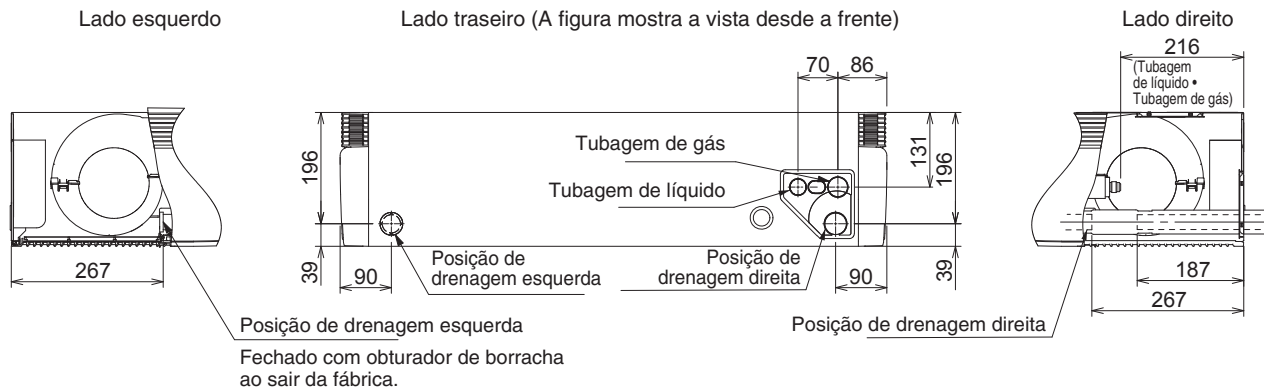 Lado esquerdo
Lado traseiro (A figura mostra a vista desde a frente)
Lado direito
267
Posição de drenagem esquerda
Fechado com obturador de borracha
ao sair da fábrica.
196
39
90
Posição de
drenagem esquerda
Tubagem de gás
Tubagem de líquido
Posição de
drenagem direita
70
86
131
196
39
90
216
(Tubagem
de líquido •
Tubagem de gás)
187
267
Posição de drenagem direita